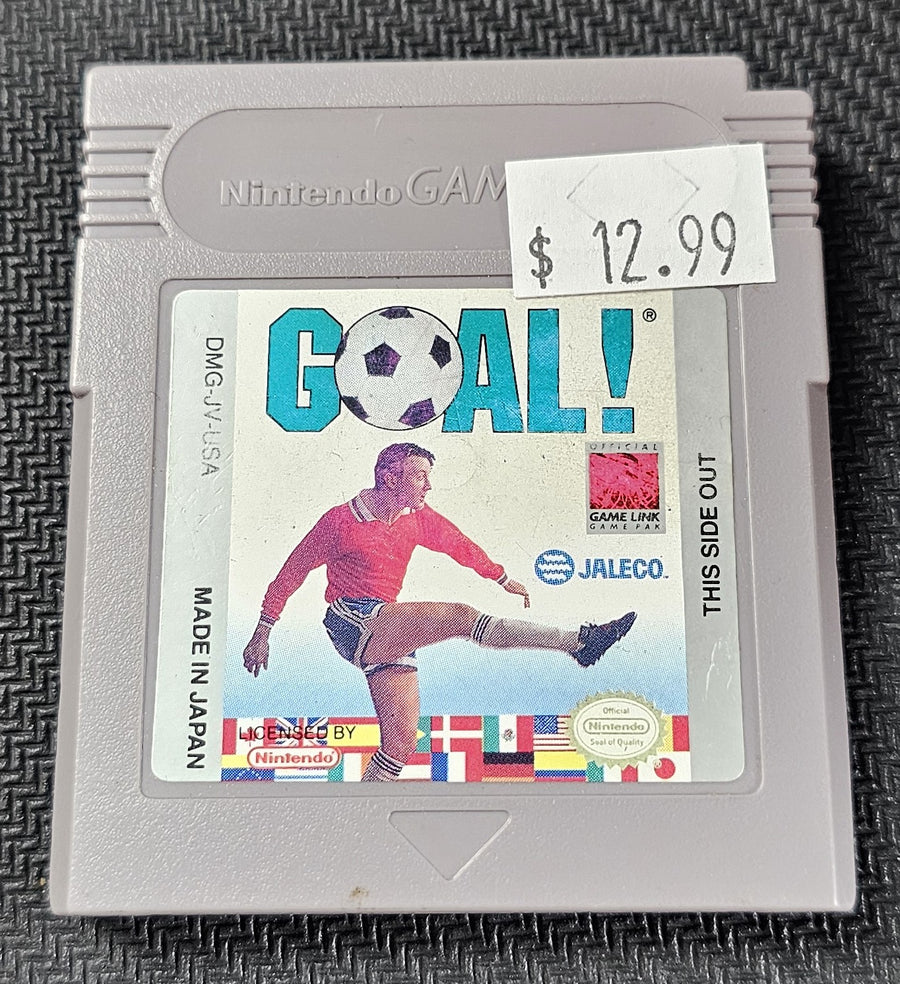 Nintendo GAM
$ 12.99
GOAL!®
DMG-JV-USA
OFFICIAL
GAME LINK
GAME PAK
JALECO™
THIS SIDE OUT
MADE IN JAPAN
LICENSED BY
Nintendo®
Official
Nintendo
Seal of Quality